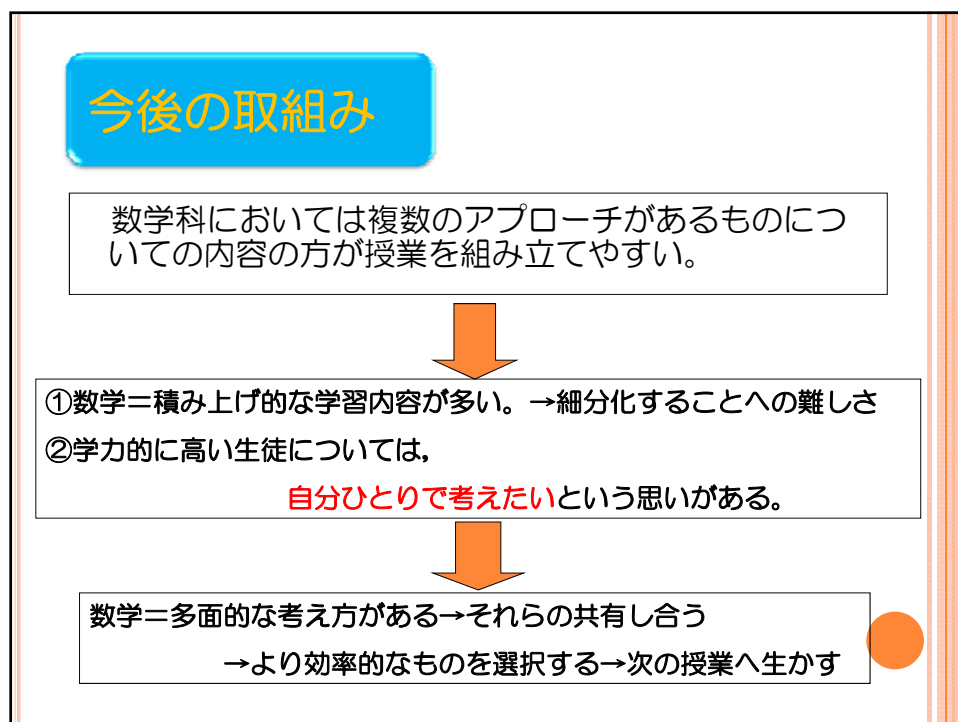 今後の取組み
数学科においては複数のアプローチがあるものにつ
いての内容の方が授業を組み立てやすい。
①数学＝積み上げ的な学習内容が多い。→細分化することへの難しさ
②学力的に高い生徒については，
自分ひとりで考えたいという思いがある。
数学＝多面的な考え方がある→それらの共有し合う
→より効率的なものを選択する→次の授業へ生かす